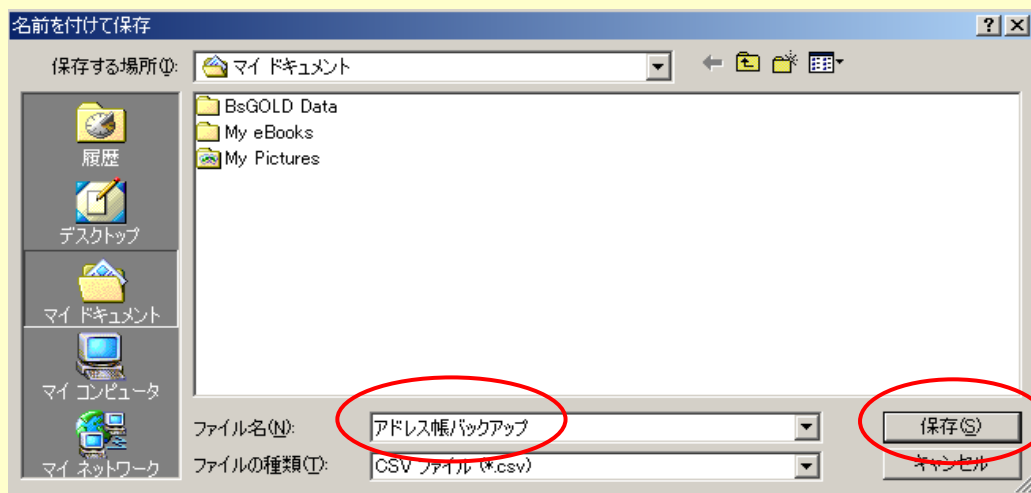 名前を付けて保存
保存する場所(I):
マイ ドキュメント
履歴
デスクトップ
マイ ドキュメント
マイ コンピュータ
マイ ネットワーク
BsGOLD Data
My eBooks
My Pictures
ファイル名(N):
アドレス帳バックアップ
保存(S)
ファイルの種類(T):
CSV ファイル (*.csv)
キャンセル